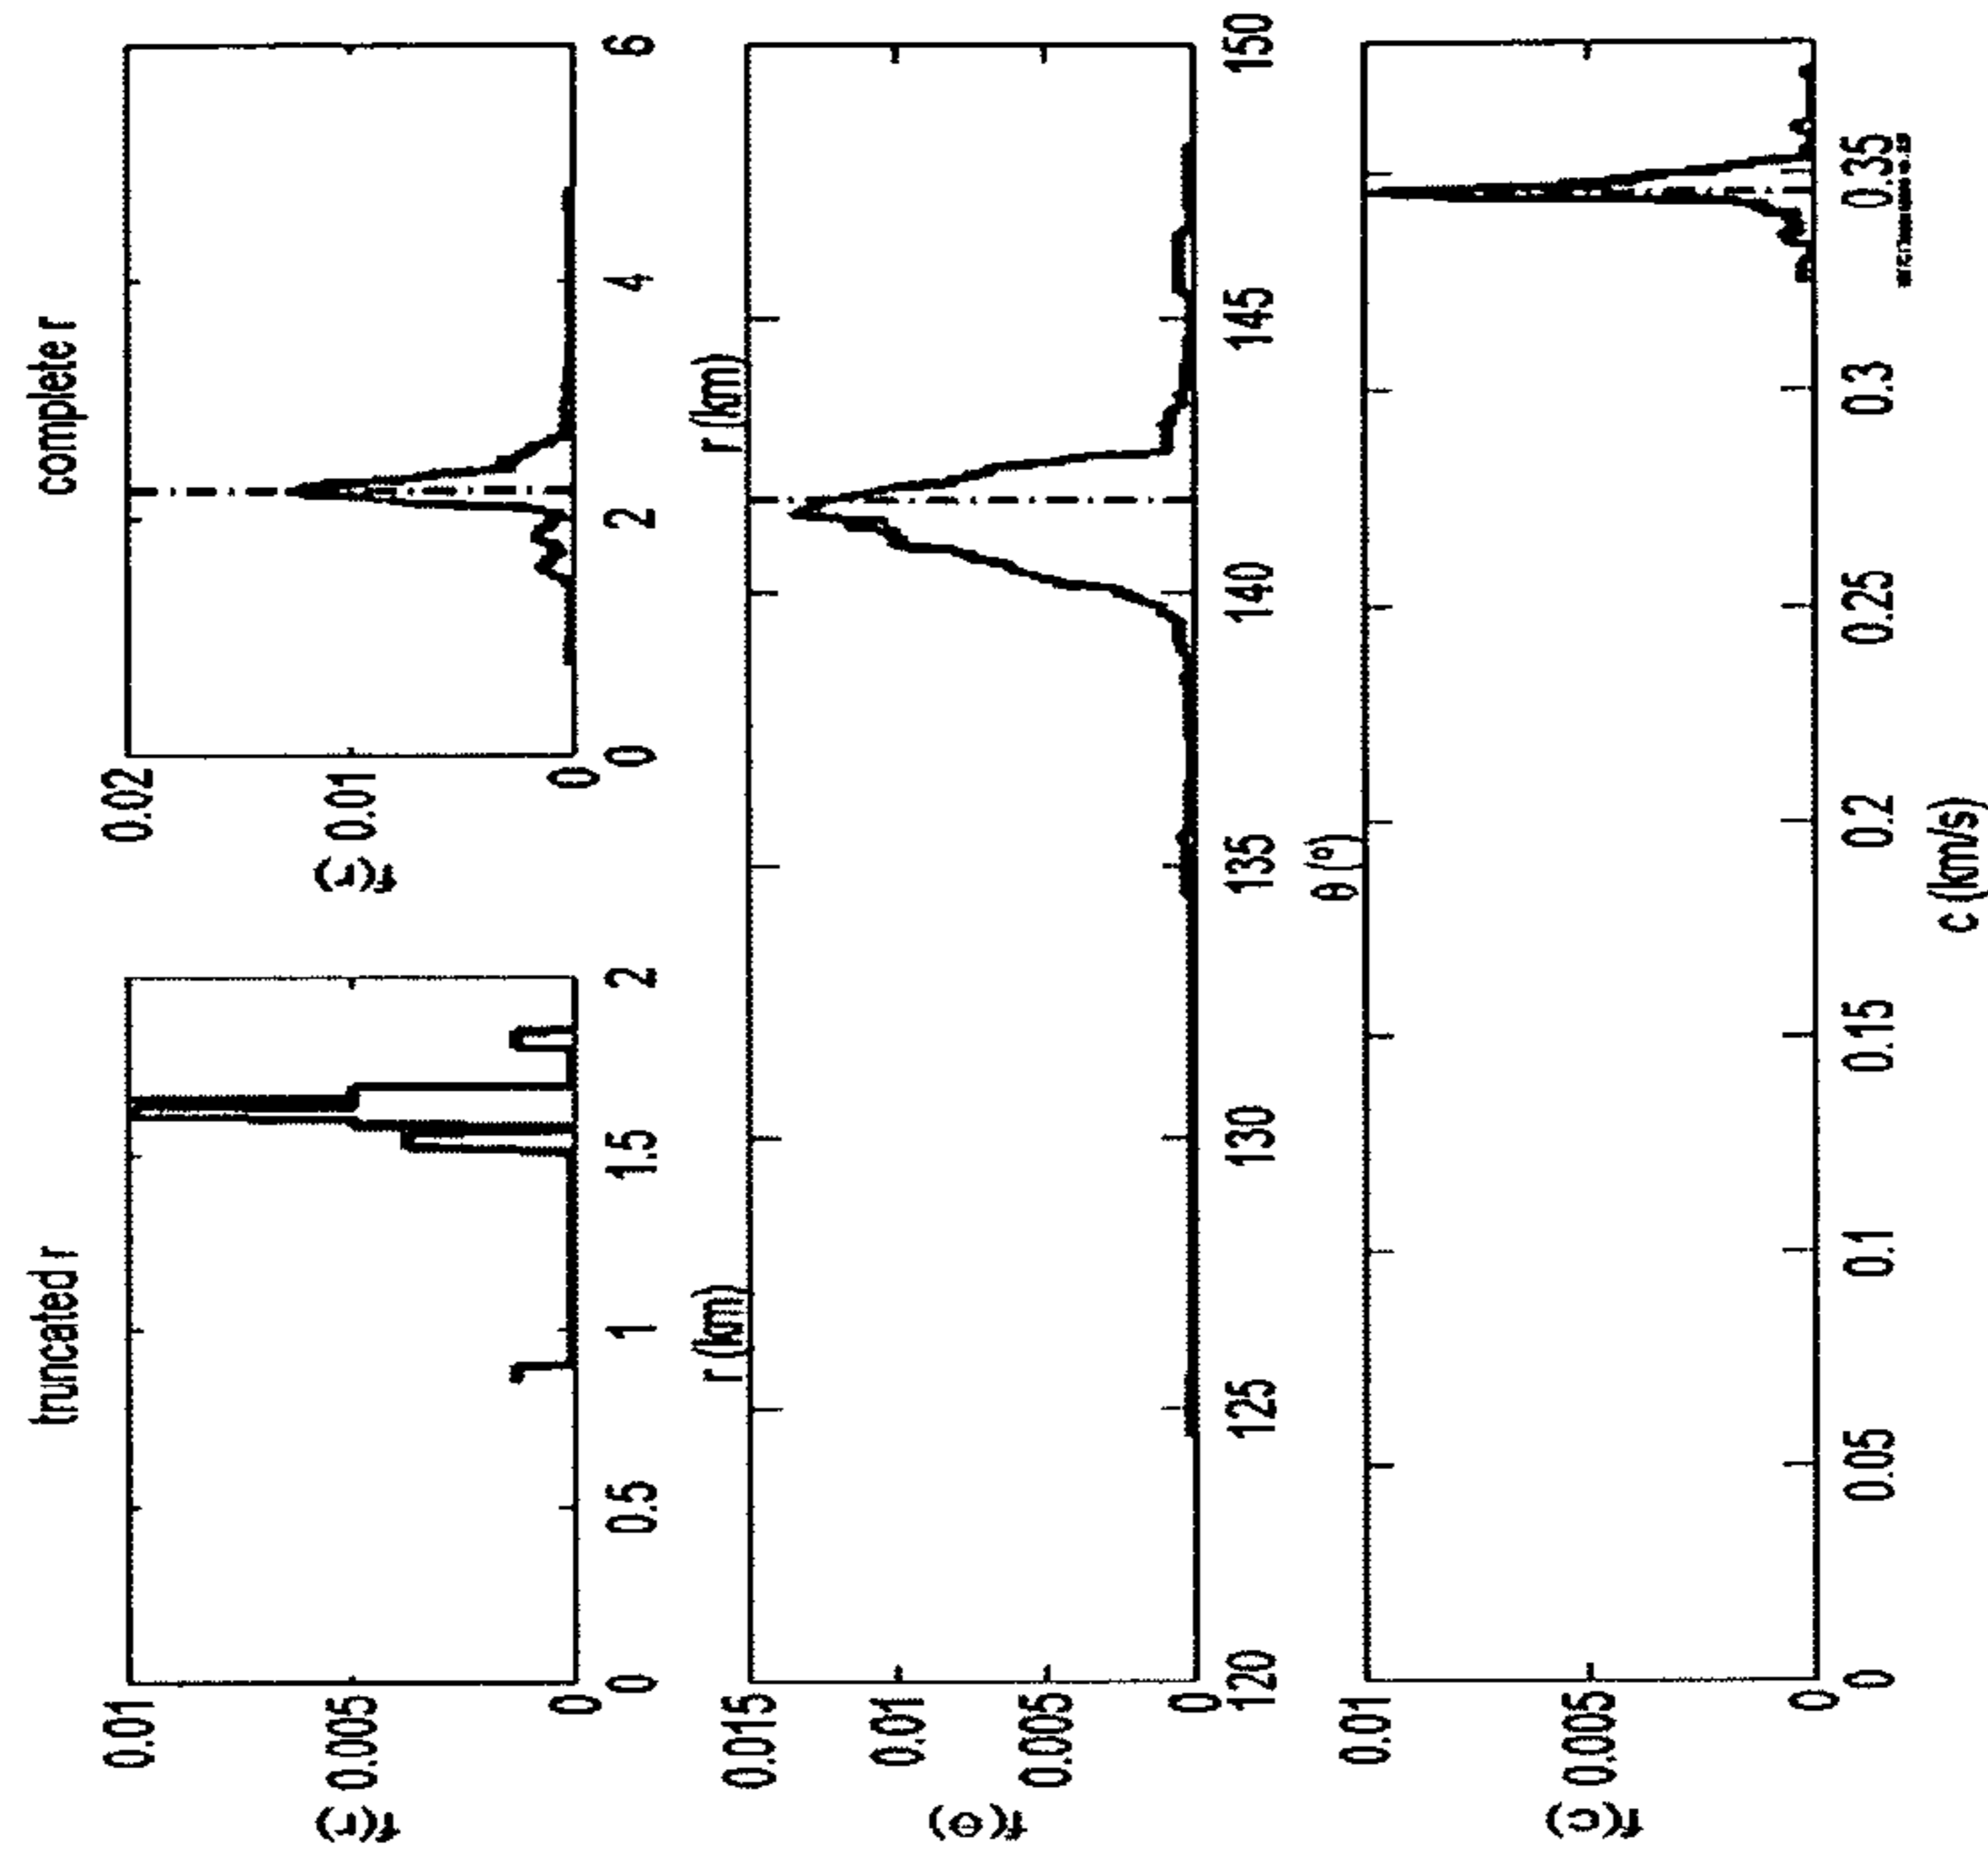 truncated r
complete r
f(r)
0.01
0.005
0
0 0.5 1 1.5 2
r (km)
f(r)
0.02
0.01
0
0 2 4 6
r (km)
f(Θ)
0.015
0.01
0.005
0
120 125 130 135 140 145 150
θ (°)
f(c)
0.01
0.005
0
0 0.05 0.1 0.15 0.2 0.25 0.3 0.35
c (km/s)